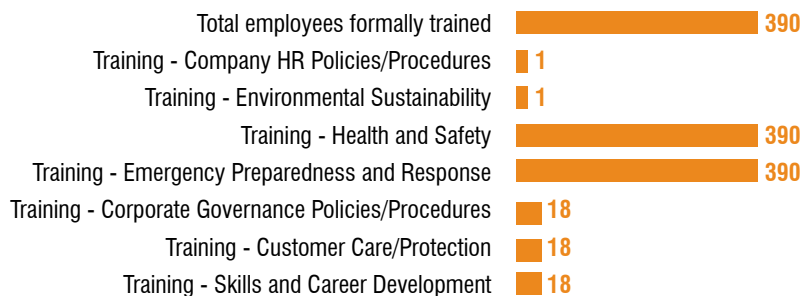 Total employees formally trained 390
Training - Company HR Policies/Procedures 1
Training - Environmental Sustainability 1
Training - Health and Safety 390
Training - Emergency Preparedness and Response 390
Training - Corporate Governance Policies/Procedures 18
Training - Customer Care/Protection 18
Training - Skills and Career Development 18